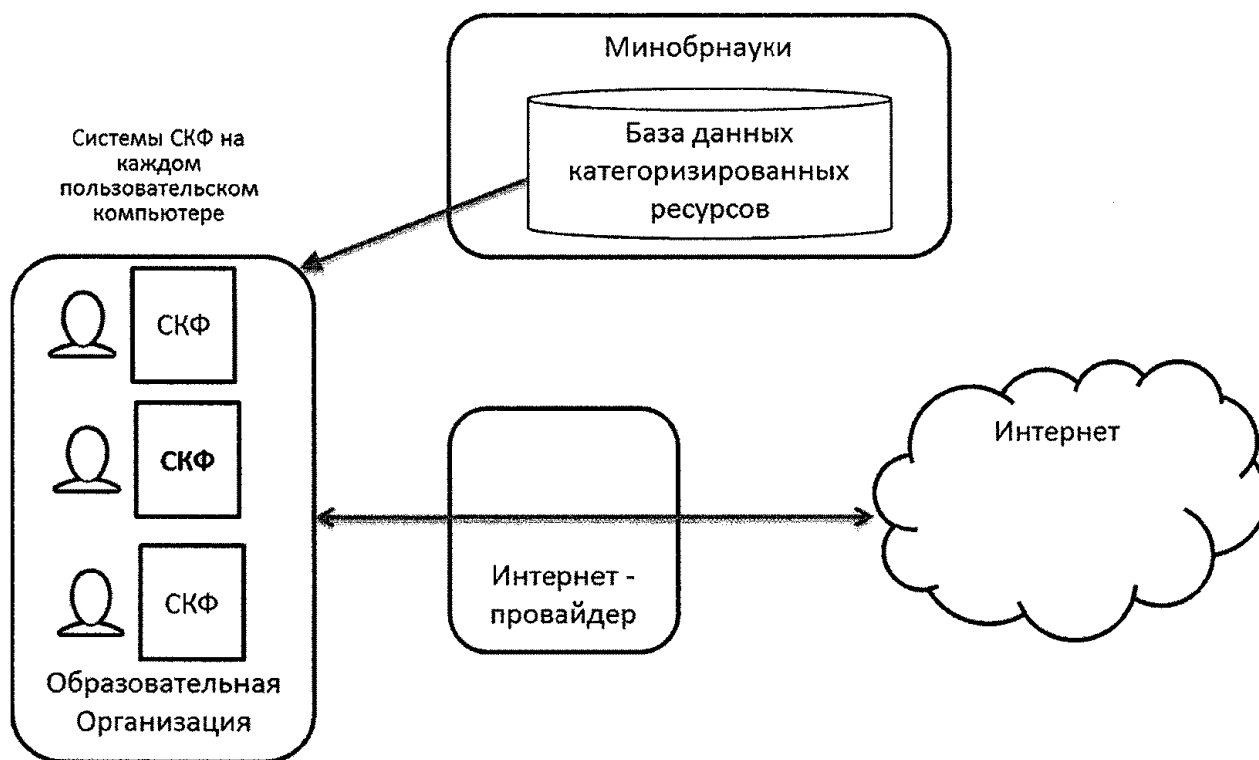 Минобрнауки
База данных
категоризированных
ресурсов
Системы СКФ на
каждом
пользовательском
компьютере
СКФ
СКФ
СКФ
Образовательная
Организация
Интернет -
провайдер
Интернет